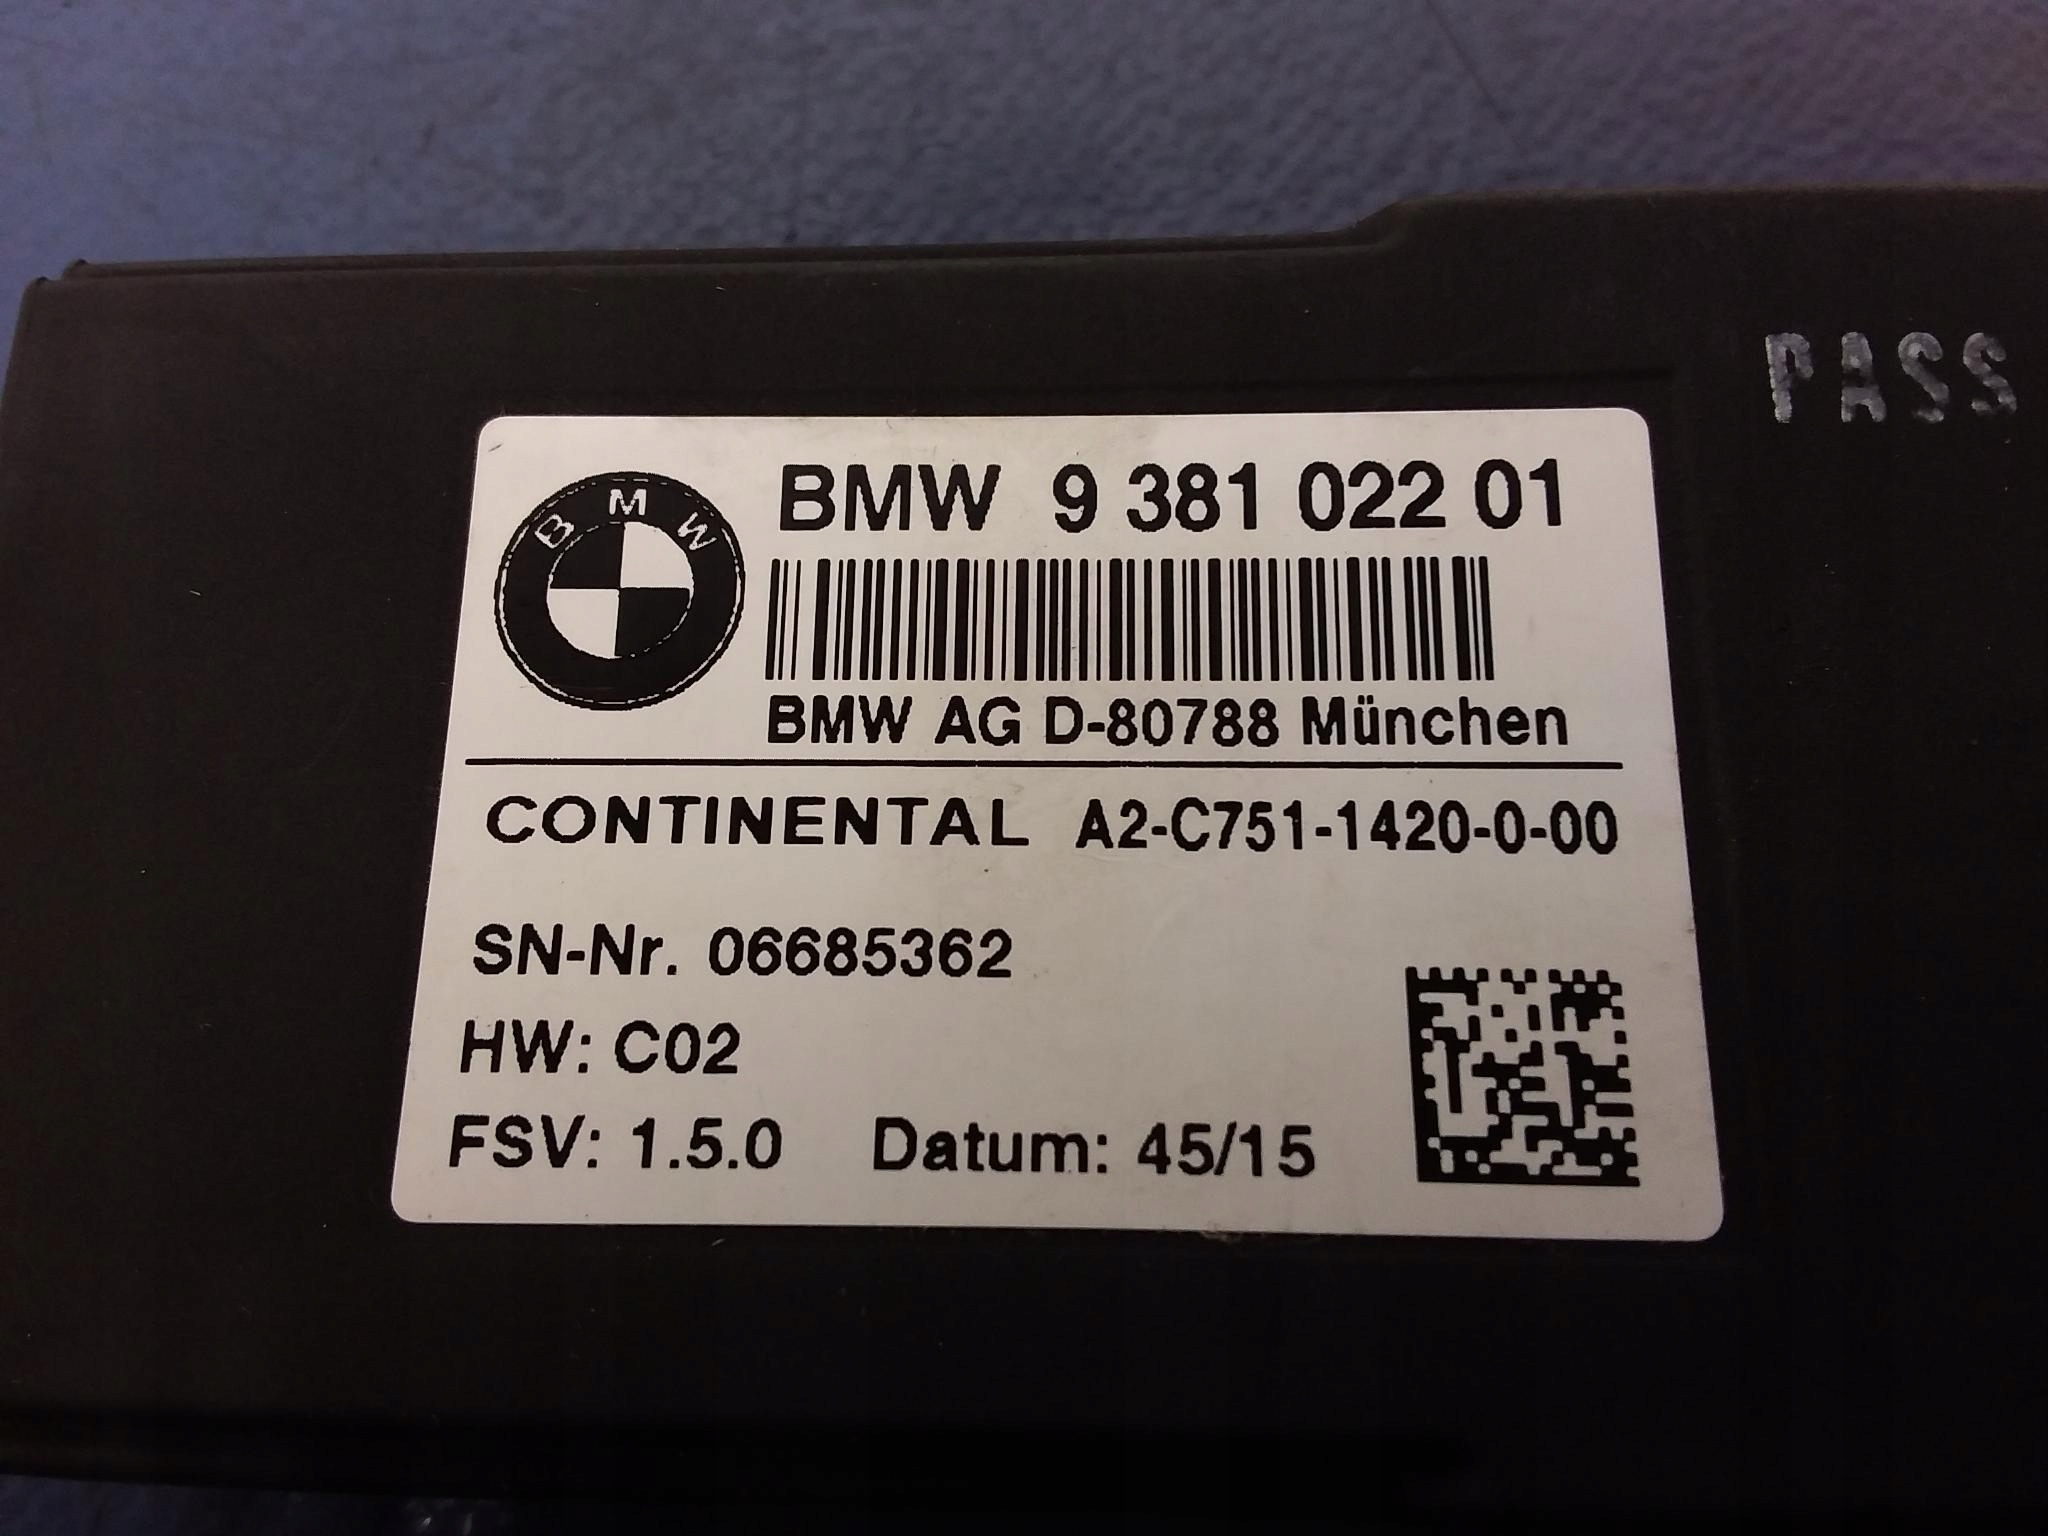 PASS
BMW 9 381 022 01
B M W
BMW AG D-80788 München
CONTINENTAL A2-C751-1420-0-00
SN-Nr. 06685362
HW: C02
FSV: 1.5.0 Datum: 45/15